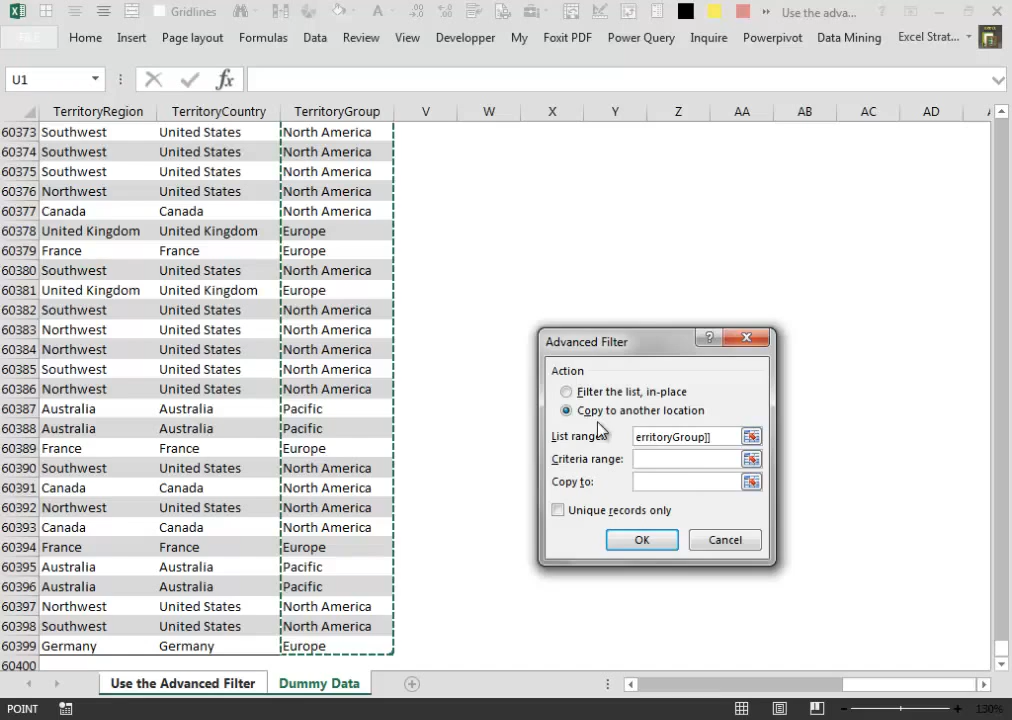 Gridlines
Use the adva...
FILE
Home
Insert
Page layout
Formulas
Data
Review
View
Developer
My
Foxit PDF
Power Query
Inquire
Powerpivot
Data Mining
Excel Strat...
U1
fx
TerritoryRegion TerritoryCountry TerritoryGroup V W X Y Z AA AB AC AD
60373 Southwest United States North America
60374 Southwest United States North America
60375 Southwest United States North America
60376 Northwest United States North America
60377 Canada Canada North America
60378 United Kingdom United Kingdom Europe
60379 France France Europe
60380 Southwest United States North America
60381 United Kingdom United Kingdom Europe
60382 Southwest United States North America
60383 Northwest United States North America
60384 Northwest United States North America
60385 Southwest United States North America
60386 Northwest United States North America
60387 Australia Australia Pacific
60388 Australia Australia Pacific
60389 France France Europe
60390 Southwest United States North America
60391 Canada Canada North America
60392 Northwest United States North America
60393 Canada Canada North America
60394 France France Europe
60395 Australia Australia Pacific
60396 Australia Australia Pacific
60397 Northwest United States North America
60398 Southwest United States North America
60399 Germany Germany Europe
60400
Advanced Filter
Action
Filter the list, in-place
Copy to another location
List range: erritoryGroup]]
Criteria range:
Copy to:
Unique records only
OK
Cancel
Use the Advanced Filter
Dummy Data
POINT
130%